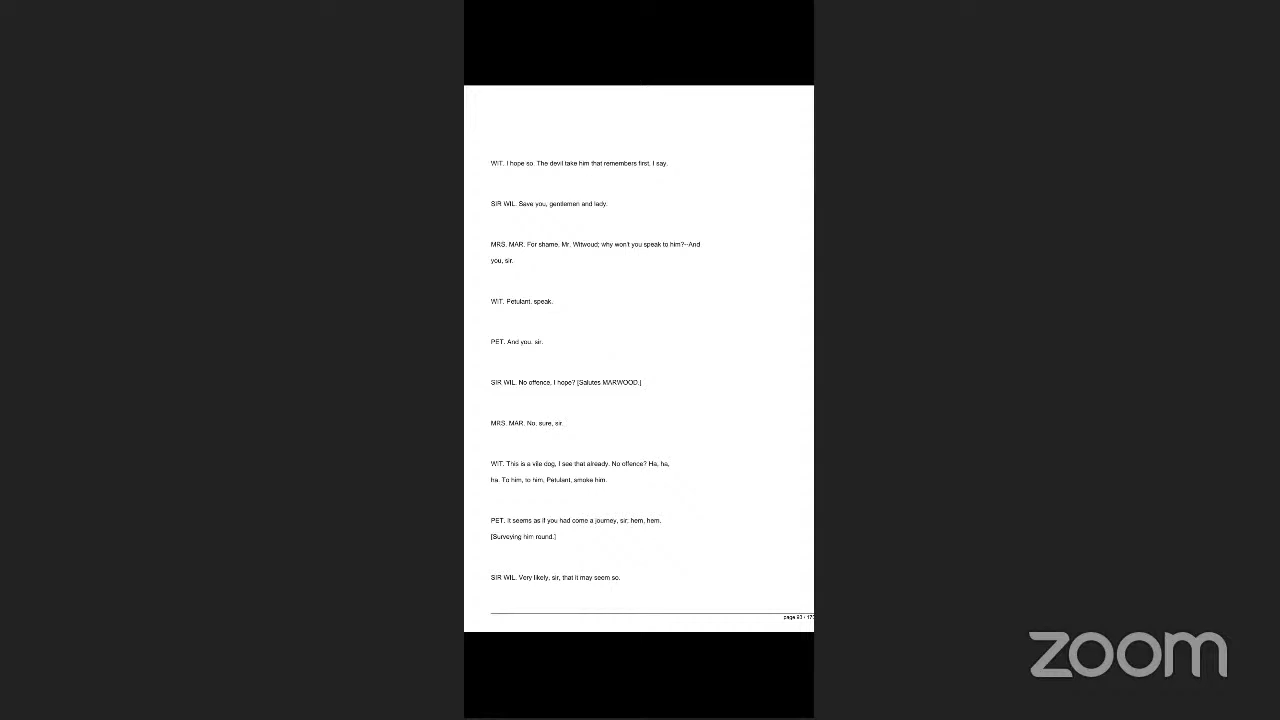 WIT. I hope so. The devil take him that remembers first, I say.
SIR WIL. Save you, gentlemen and lady.
MRS. MAR. For shame, Mr. Witwoud; why won't you speak to him?--And
you, sir.
WIT. Petulant, speak.
PET. And you, sir.
SIR WIL. No offence, I hope? [Salutes MARWOOD.]
MRS. MAR. No, sure, sir.
WIT. This is a vile dog, I see that already. No offence? Ha, ha,
ha. To him, to him, Petulant, smoke him.
PET. It seems as if you had come a journey, sir; hem, hem.
[Surveying him round.]
SIR WIL. Very likely, sir, that it may seem so.
page 93 /
zoom